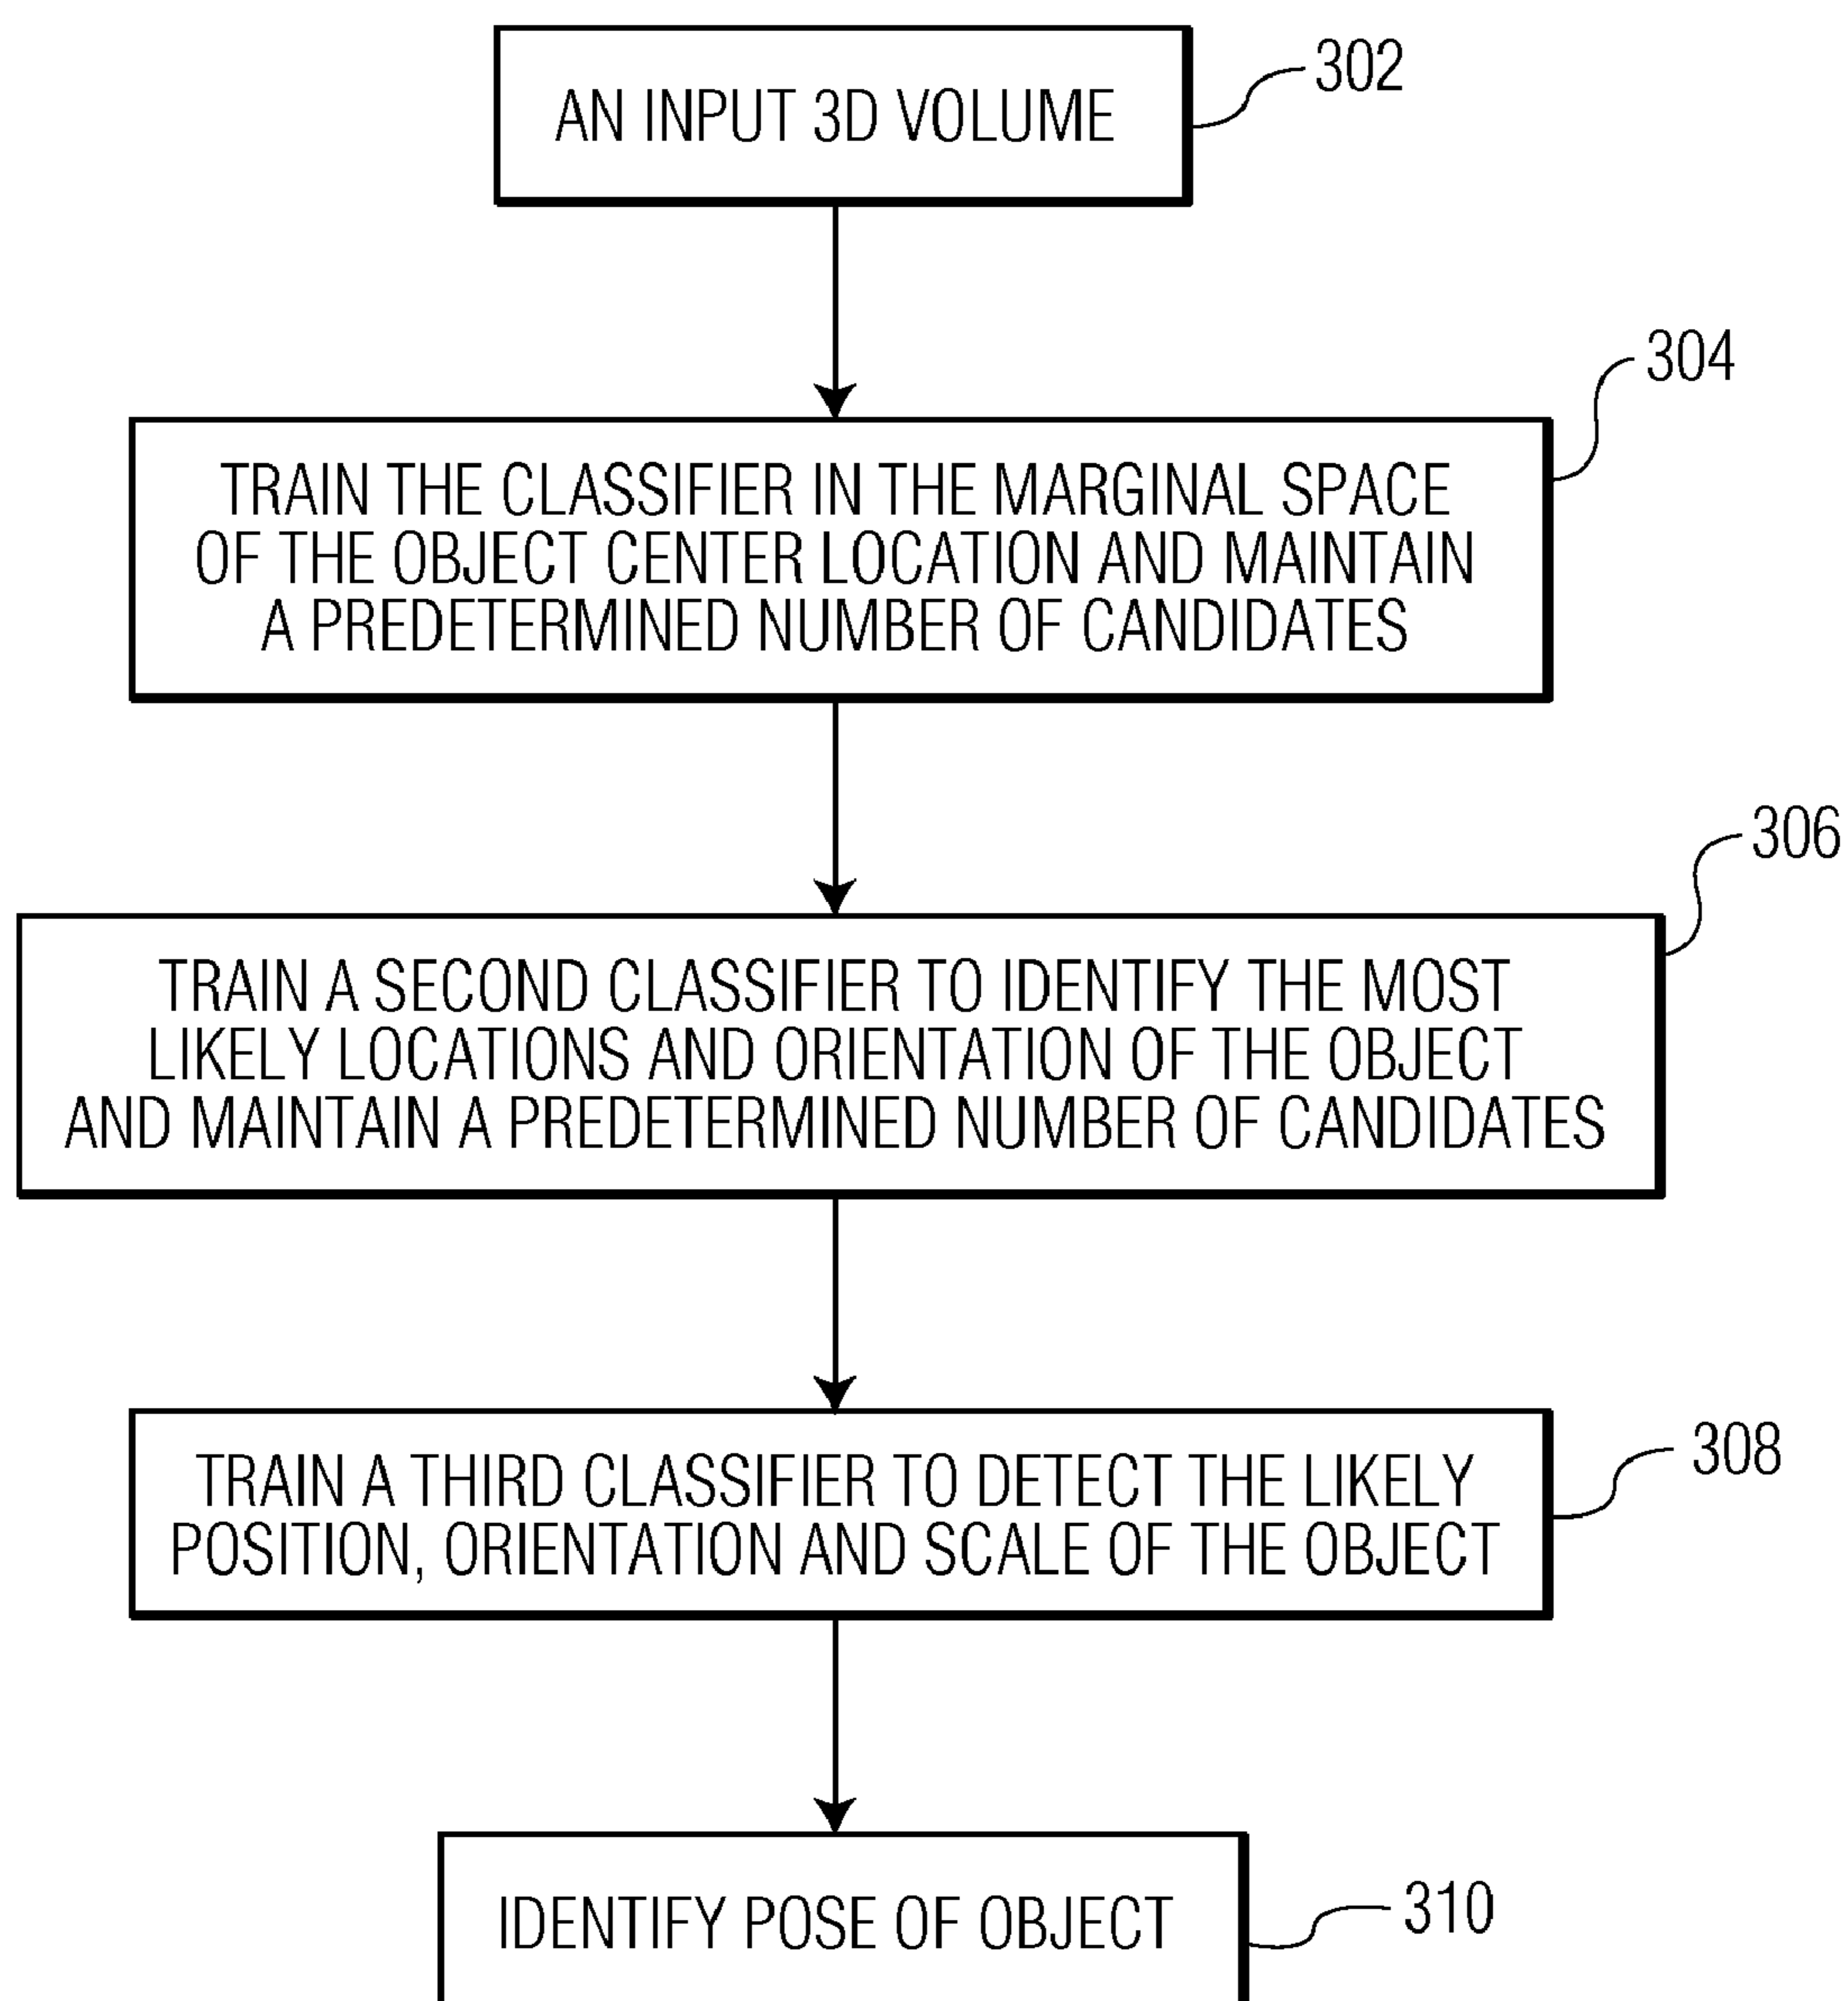 AN INPUT 3D VOLUME
302
304
TRAIN THE CLASSIFIER IN THE MARGINAL SPACE
OF THE OBJECT CENTER LOCATION AND MAINTAIN
A PREDETERMINED NUMBER OF CANDIDATES
306
TRAIN A SECOND CLASSIFIER TO IDENTIFY THE MOST
LIKELY LOCATIONS AND ORIENTATION OF THE OBJECT
AND MAINTAIN A PREDETERMINED NUMBER OF CANDIDATES
308
TRAIN A THIRD CLASSIFIER TO DETECT THE LIKELY
POSITION, ORIENTATION AND SCALE OF THE OBJECT
310
IDENTIFY POSE OF OBJECT